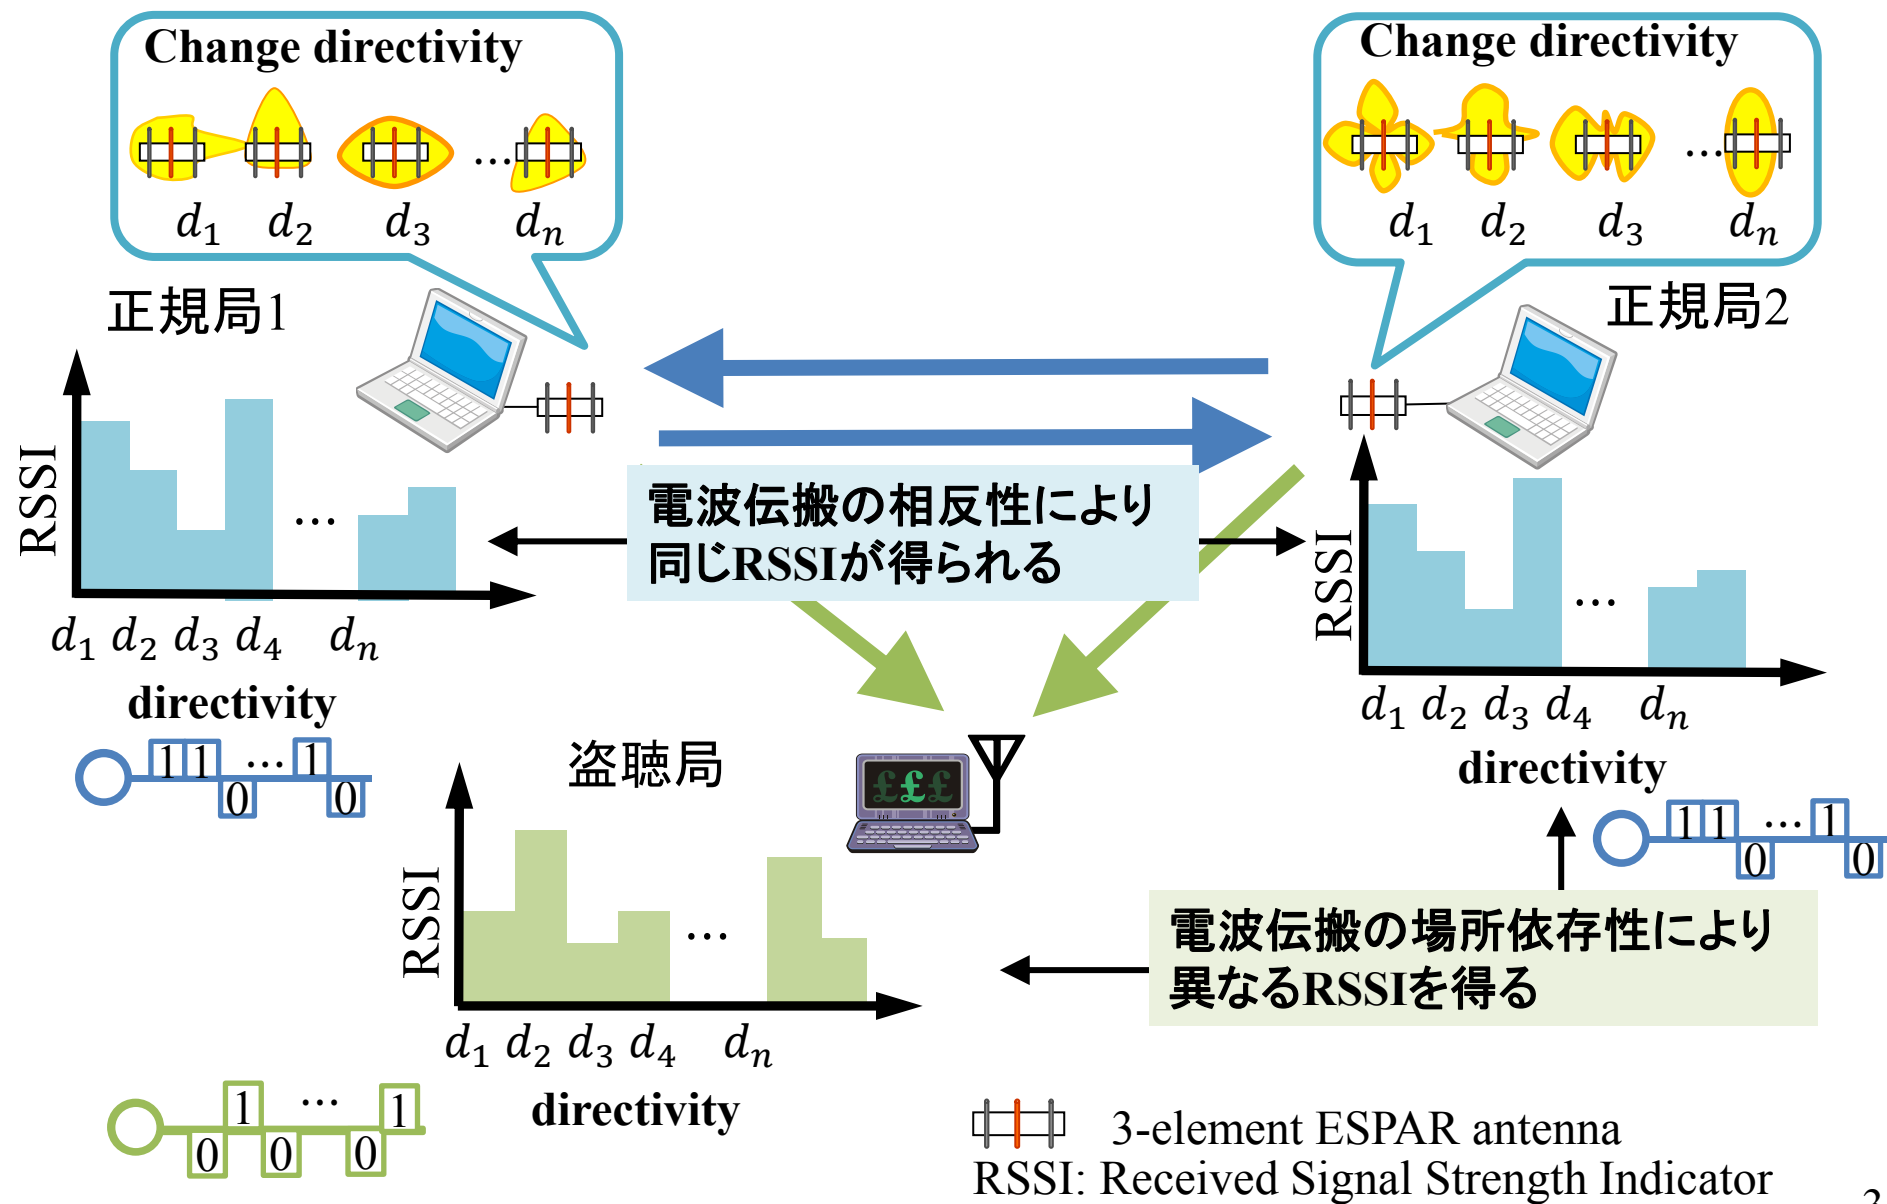 Change directivity
d1 d2 d3 … dn
Change directivity
d1 d2 d3 … dn
正規局1
正規局2
RSSI
…
d1 d2 d3 d4 dn
directivity
11 … 1
0 0
電波伝搬の相反性により
同じRSSIが得られる
RSSI
…
d1 d2 d3 d4 dn
directivity
11 … 1
0 0
盗聴局
£££
RSSI
…
d1 d2 d3 d4 dn
directivity
1 … 1
0 0 0
電波伝搬の場所依存性により
異なるRSSIを得る
3-element ESPAR antenna
RSSI: Received Signal Strength Indicator